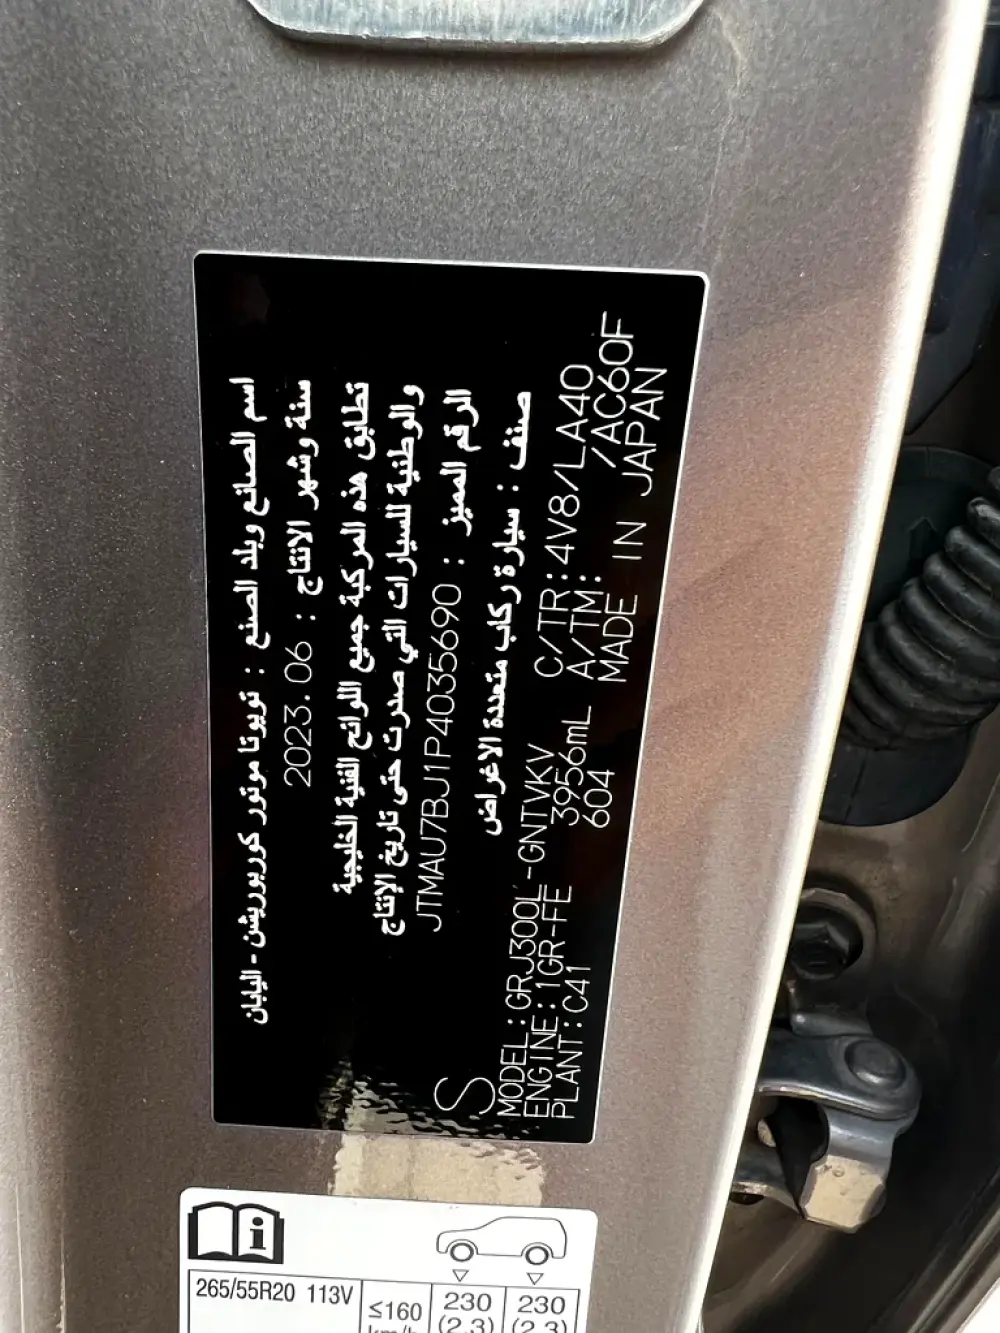 اسم الصانع وبلد الصنع : تويوتا موتور كوربوريشن - اليابان
سنة وشهر الانتاج : 2023.06
تطابق هذه المركبة جميع اللوائح الفنية الخليجية
والوطنية للسيارات التي صدرت حتى تاريخ الإنتاج
الرقم المميز : JTMAU7BJ1P4035690
صنف : سيارة ركاب متعددة الاغراض
S
MODEL:GRJ300L-GNTVKV C/TR:4V8/LA40
ENGINE:1GR-FE 3956mL A/TM: /AC60F
PLANT:C41 604 MADE IN JAPAN
265/55R20 113V ≤160 230 230
km/h (2.3) (2.3)